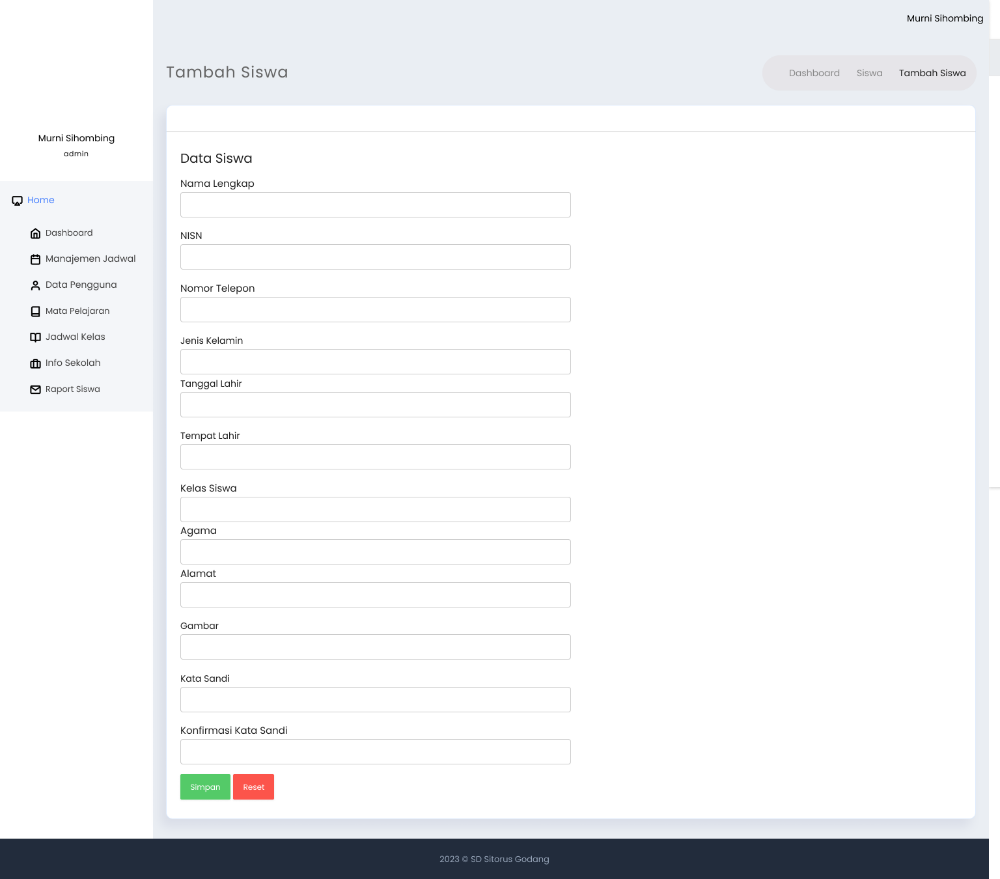 Murni Sihombing
Tambah Siswa
Dashboard Siswa Tambah Siswa
Murni Sihombing
admin
Home
Dashboard
Manajemen Jadwal
Data Pengguna
Mata Pelajaran
Jadwal Kelas
Info Sekolah
Raport Siswa
Data Siswa
Nama Lengkap
NISN
Nomor Telepon
Jenis Kelamin
Tanggal Lahir
Tempat Lahir
Kelas Siswa
Agama
Alamat
Gambar
Kata Sandi
Konfirmasi Kata Sandi
Simpan Reset
2023 © SD Sitorus Godang